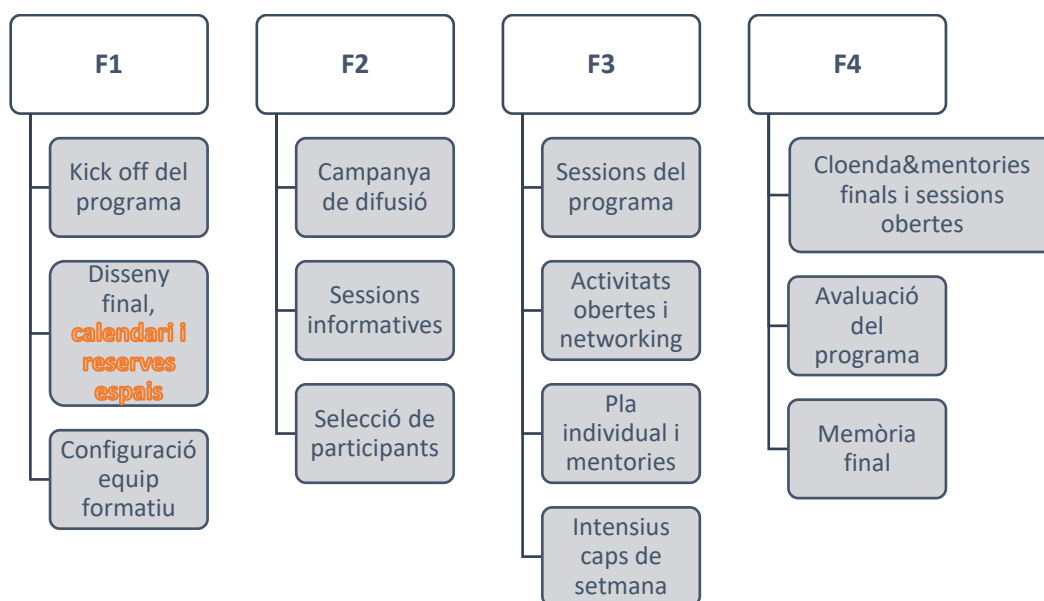 F1
Kick off del
programa
Disseny
final,
calendari i
reserves
espais
Configuració
equip
formatiu
F2
Campanya
de difusió
Sessions
informatives
Selecció de
participants
F3
Sessions del
programa
Activitats
obertes i
networking
Pla
individual i
mentories
Intensius
caps de
setmana
F4
Cloenda&mentories
finals i sessions
obertes
Avaluació
del
programa
Memòria
final